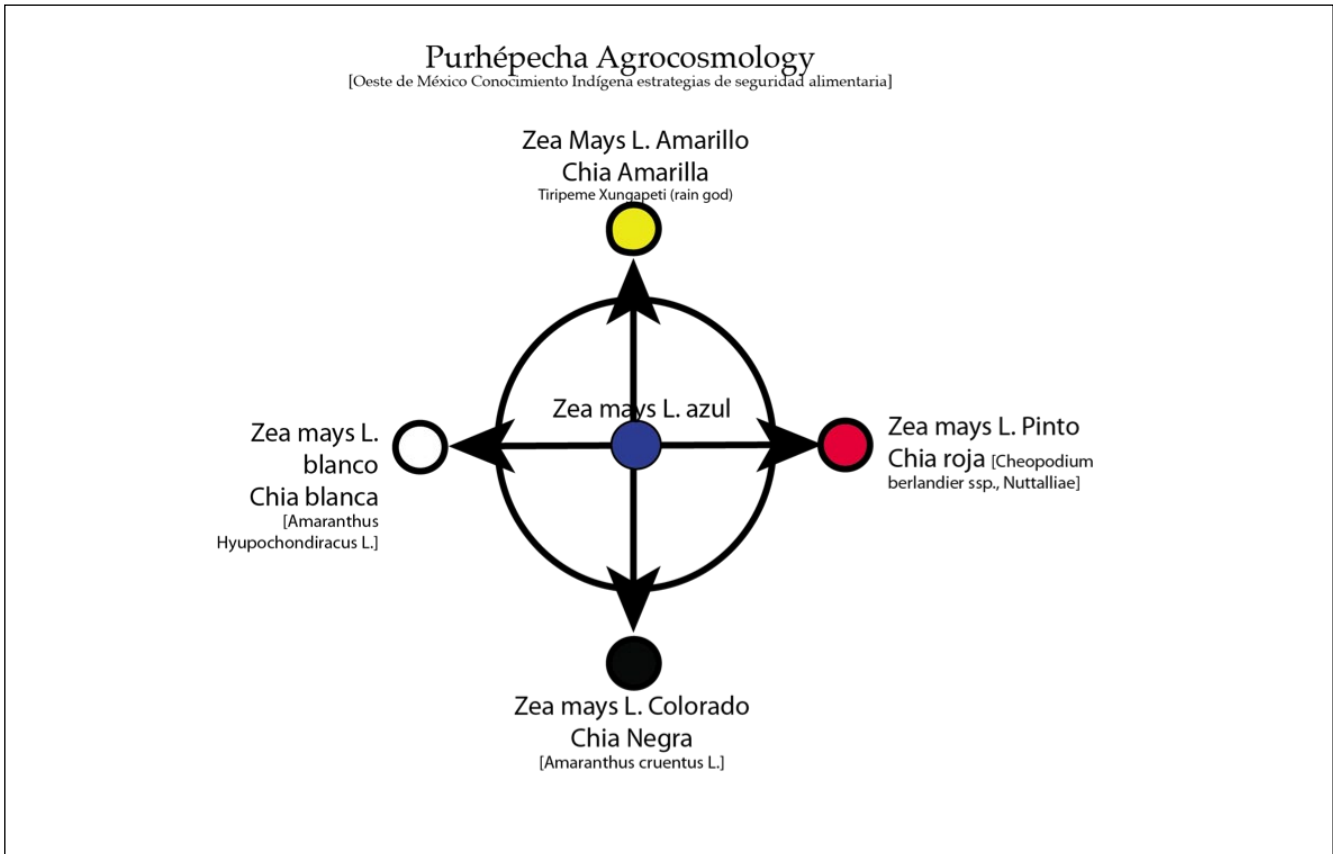 Purhépecha Agrocosmology
[Oeste de México Conocimiento Indígena estrategias de seguridad alimentaria]
Zea Mays L. Amarillo
Chia Amarilla
Tiripeme Xungapeti (rain god)
Zea mays L. azul
Zea mays L.
blanco
Chia blanca
[Amaranthus
Hyupochondiracus L.]
Zea mays L. Pinto
Chia roja [Cheopodium
berlandier ssp., Nuttalliae]
Zea mays L. Colorado
Chia Negra
[Amaranthus cruentus L.]